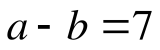 a - b = 7